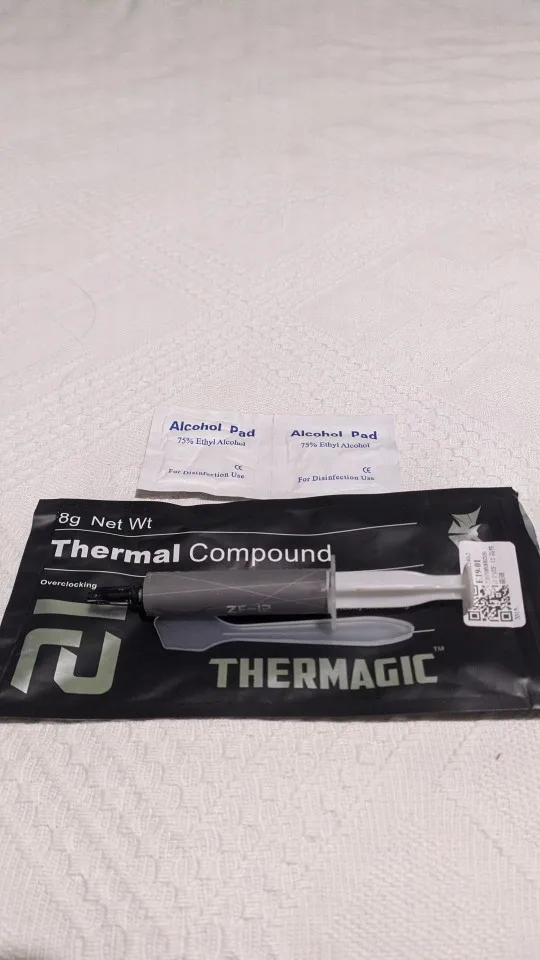 Alcohol Pad
75% Ethyl Alcohol
CE
For Disinfection Use
Alcohol Pad
75% Ethyl Alcohol
CE
For Disinfection Use
8g Net Wt
Thermal Compound
Overclocking
ZF-12
THERMAGIC™